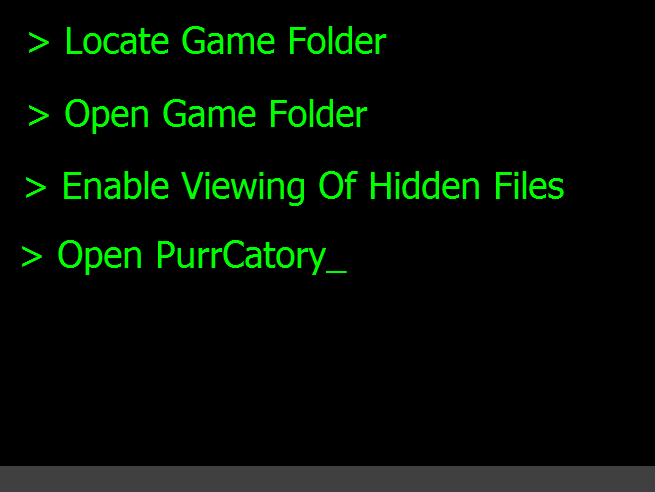 > Locate Game Folder
> Open Game Folder
> Enable Viewing Of Hidden Files
> Open PurrCatory_